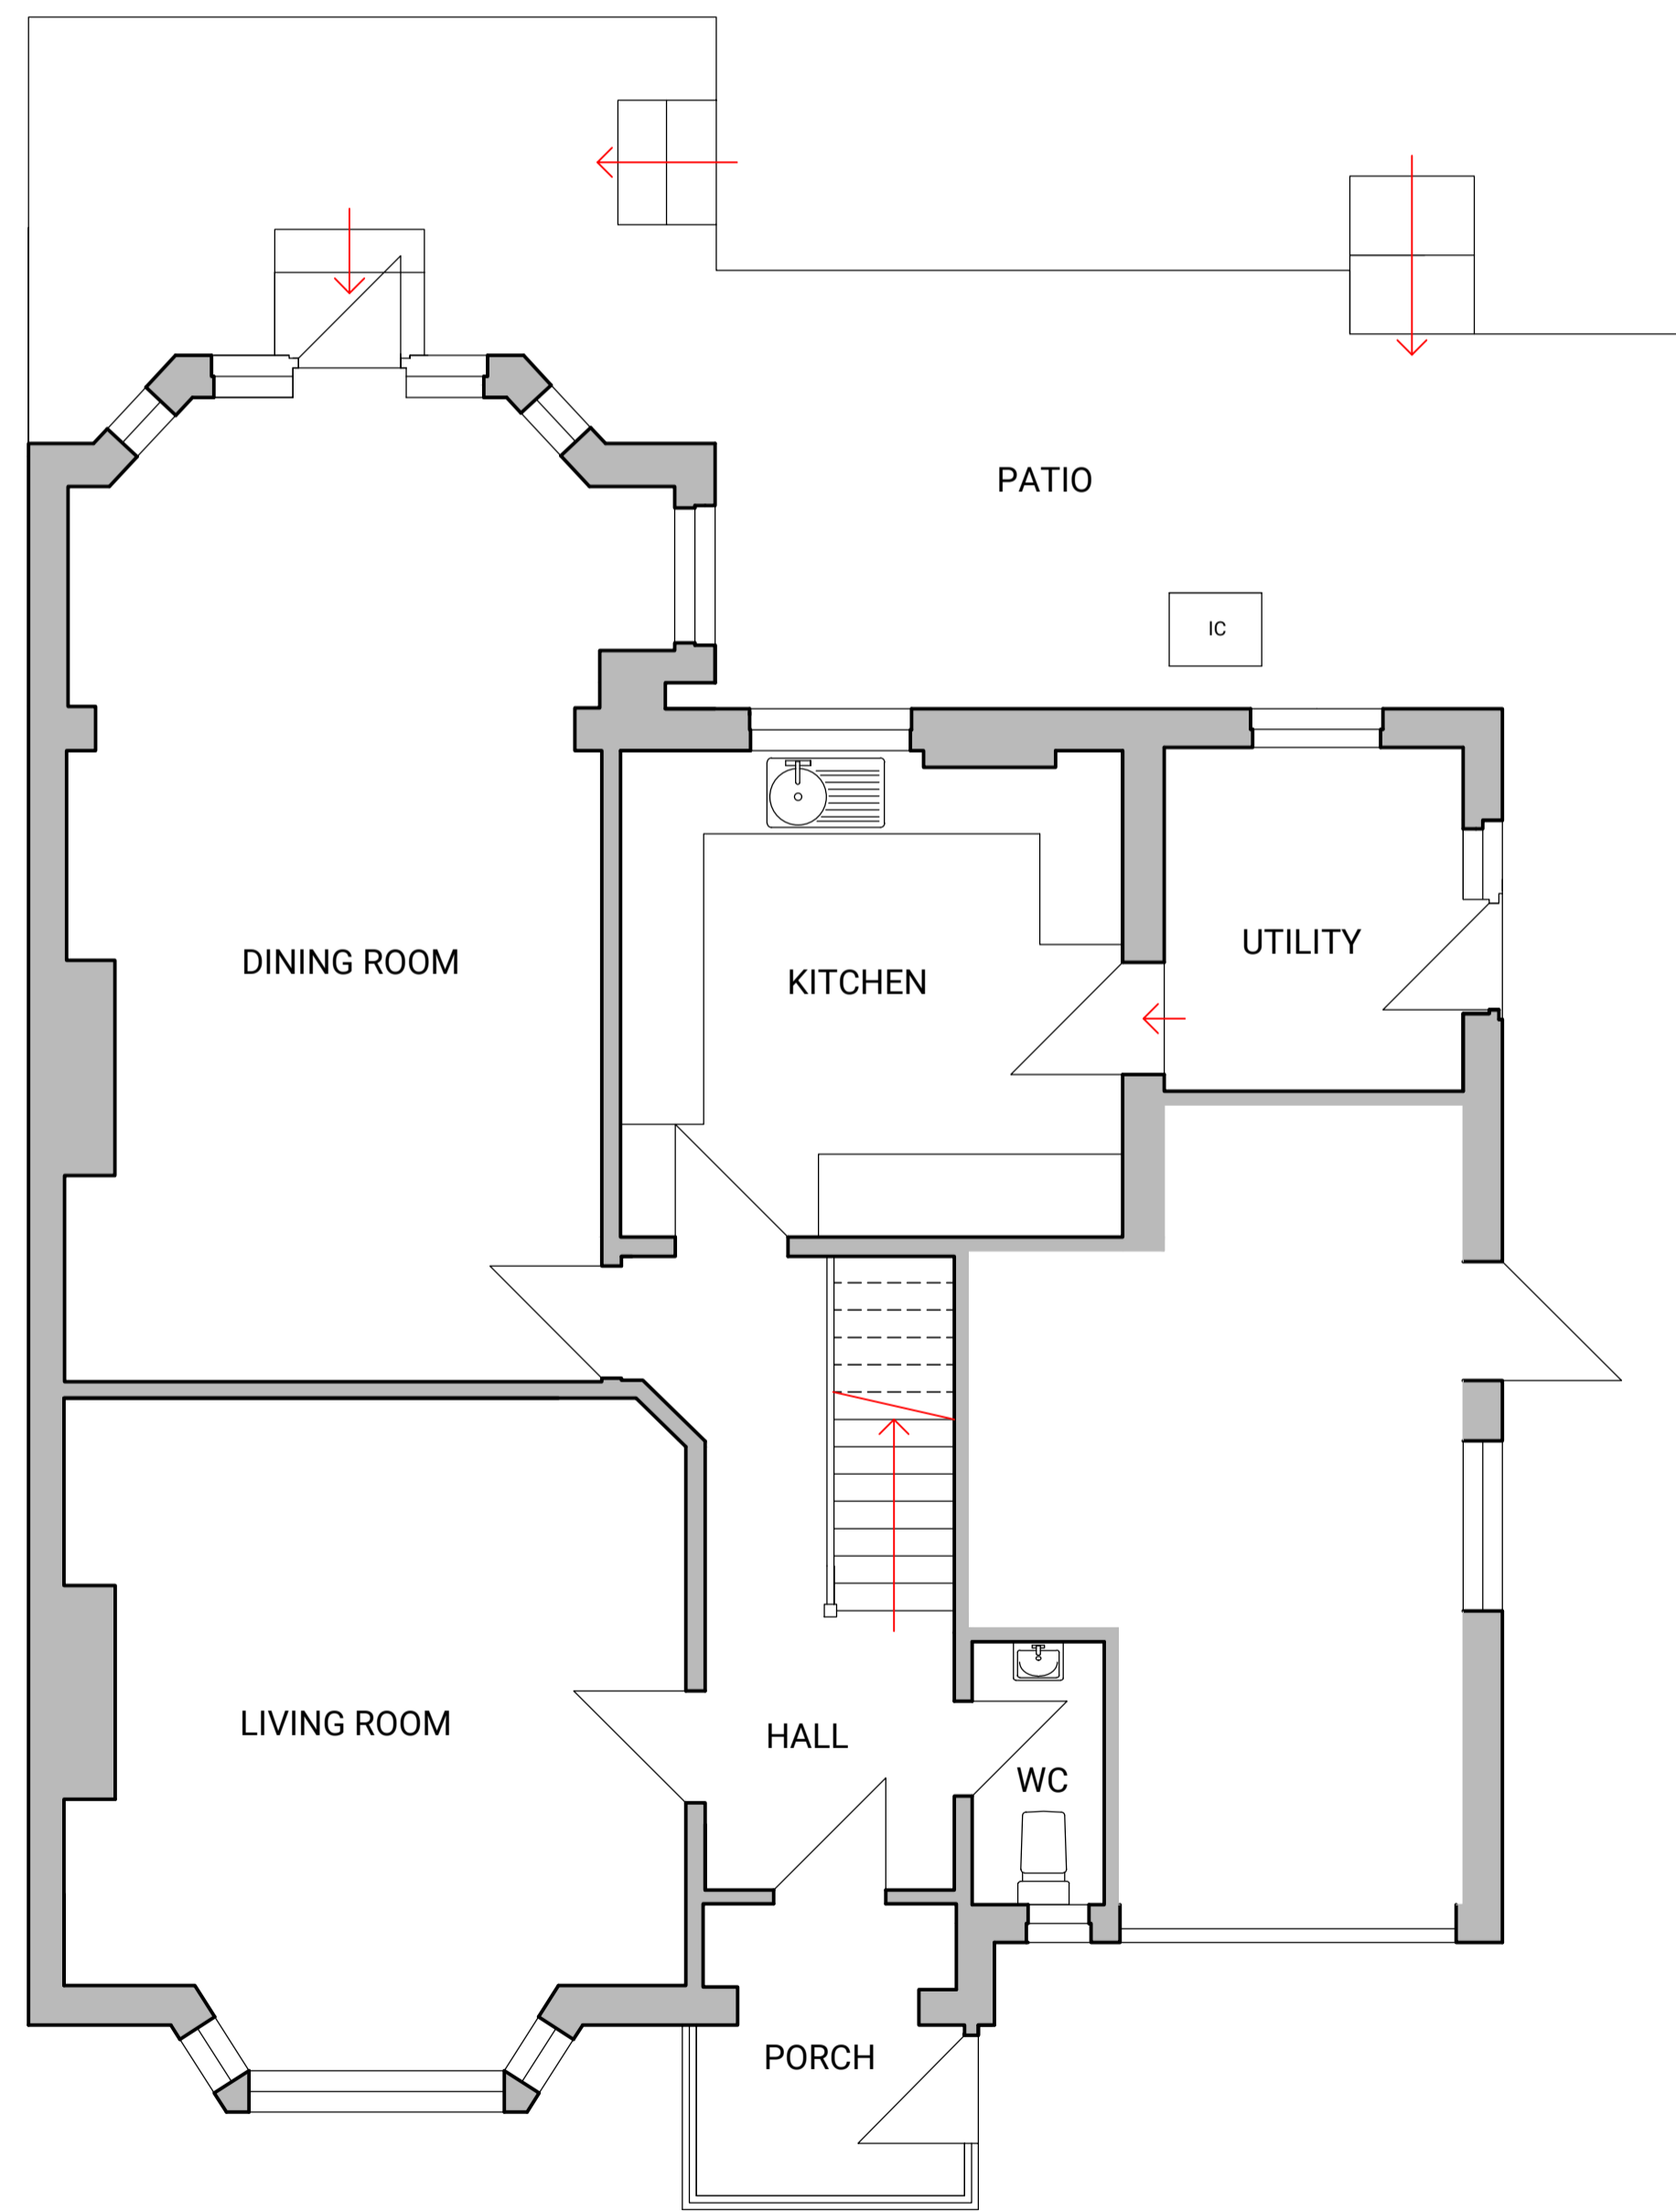 PATIO
IC
UTILITY
DINING ROOM
KITCHEN
LIVING ROOM
HALL
WC
PORCH